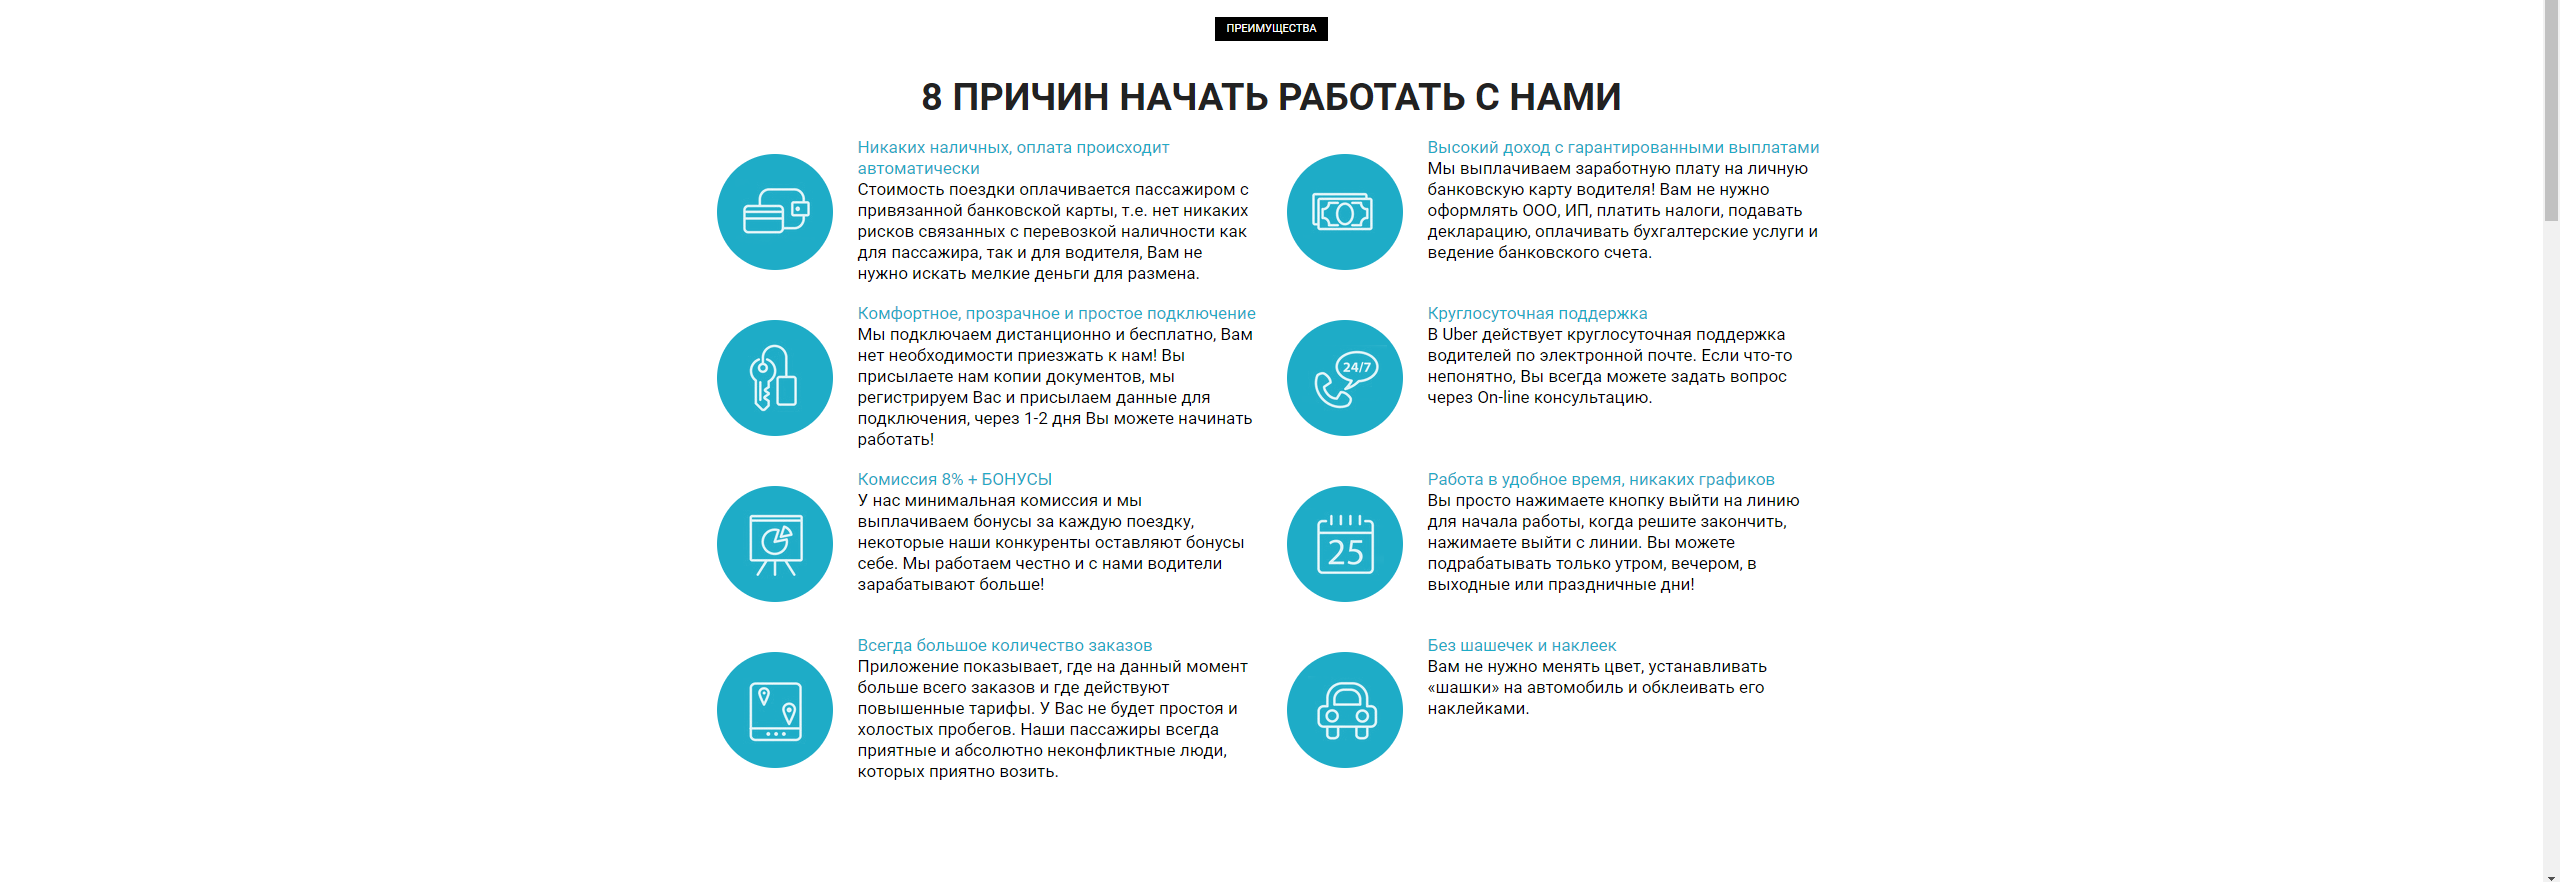 ПРЕИМУЩЕСТВА
8 ПРИЧИН НАЧАТЬ РАБОТАТЬ С НАМИ
Никаких наличных, оплата происходит
автоматически
Стоимость поездки оплачивается пассажиром с
привязанной банковской карты, т.е. нет никаких
рисков связанных с перевозкой наличности как
для пассажира, так и для водителя, Вам не
нужно искать мелкие деньги для размена.
Высокий доход с гарантированными выплатами
Мы выплачиваем заработную плату на личную
банковскую карту водителя! Вам не нужно
оформлять ООО, ИП, платить налоги, подавать
декларацию, оплачивать бухгалтерские услуги и
ведение банковского счета.
Комфортное, прозрачное и простое подключение
Мы подключаем дистанционно и бесплатно, Вам
нет необходимости приезжать к нам! Вы
присылаете нам копии документов, мы
регистрируем Вас и присылаем данные для
подключения, через 1-2 дня Вы можете начинать
работать!
24/7
Круглосуточная поддержка
В Uber действует круглосуточная поддержка
водителей по электронной почте. Если что-то
непонятно, Вы всегда можете задать вопрос
через On-line консультацию.
Комиссия 8% + БОНУСЫ
У нас минимальная комиссия и мы
выплачиваем бонусы за каждую поездку,
некоторые наши конкуренты оставляют бонусы
себе. Мы работаем честно и с нами водители
зарабатывают больше!
25
Работа в удобное время, никаких графиков
Вы просто нажимаете кнопку выйти на линию
для начала работы, когда решите закончить,
нажимаете выйти с линии. Вы можете
подрабатывать только утром, вечером, в
выходные или праздничные дни!
Всегда большое количество заказов
Приложение показывает, где на данный момент
больше всего заказов и где действуют
повышенные тарифы. У Вас не будет простоя и
холостых пробегов. Наши пассажиры всегда
приятные и абсолютно неконфликтные люди,
которых приятно возить.
Без шашечек и наклеек
Вам не нужно менять цвет, устанавливать
«шашки» на автомобиль и обклеивать его
наклейками.